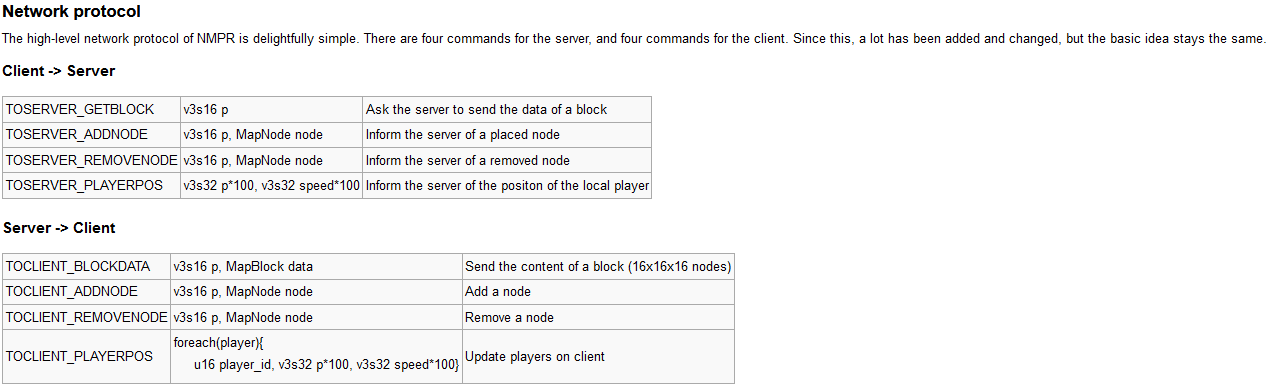 Network protocol
The high-level network protocol of NMPR is delightfully simple. There are four commands for the server, and four commands for the client. Since this, a lot has been added and changed, but the basic idea stays the same.
Client -> Server
TOSERVER_GETBLOCK v3s16 p Ask the server to send the data of a block
TOSERVER_ADDNODE v3s16 p, MapNode node Inform the server of a placed node
TOSERVER_REMOVENODE v3s16 p, MapNode node Inform the server of a removed node
TOSERVER_PLAYERPOS v3s32 p*100, v3s32 speed*100 Inform the server of the positon of the local player
Server -> Client
TOCLIENT_BLOCKDATA v3s16 p, MapBlock data Send the content of a block (16x16x16 nodes)
TOCLIENT_ADDNODE v3s16 p, MapNode node Add a node
TOCLIENT_REMOVENODE v3s16 p, MapNode node Remove a node
TOCLIENT_PLAYERPOS foreach(player){
u16 player_id, v3s32 p*100, v3s32 speed*100} Update players on client